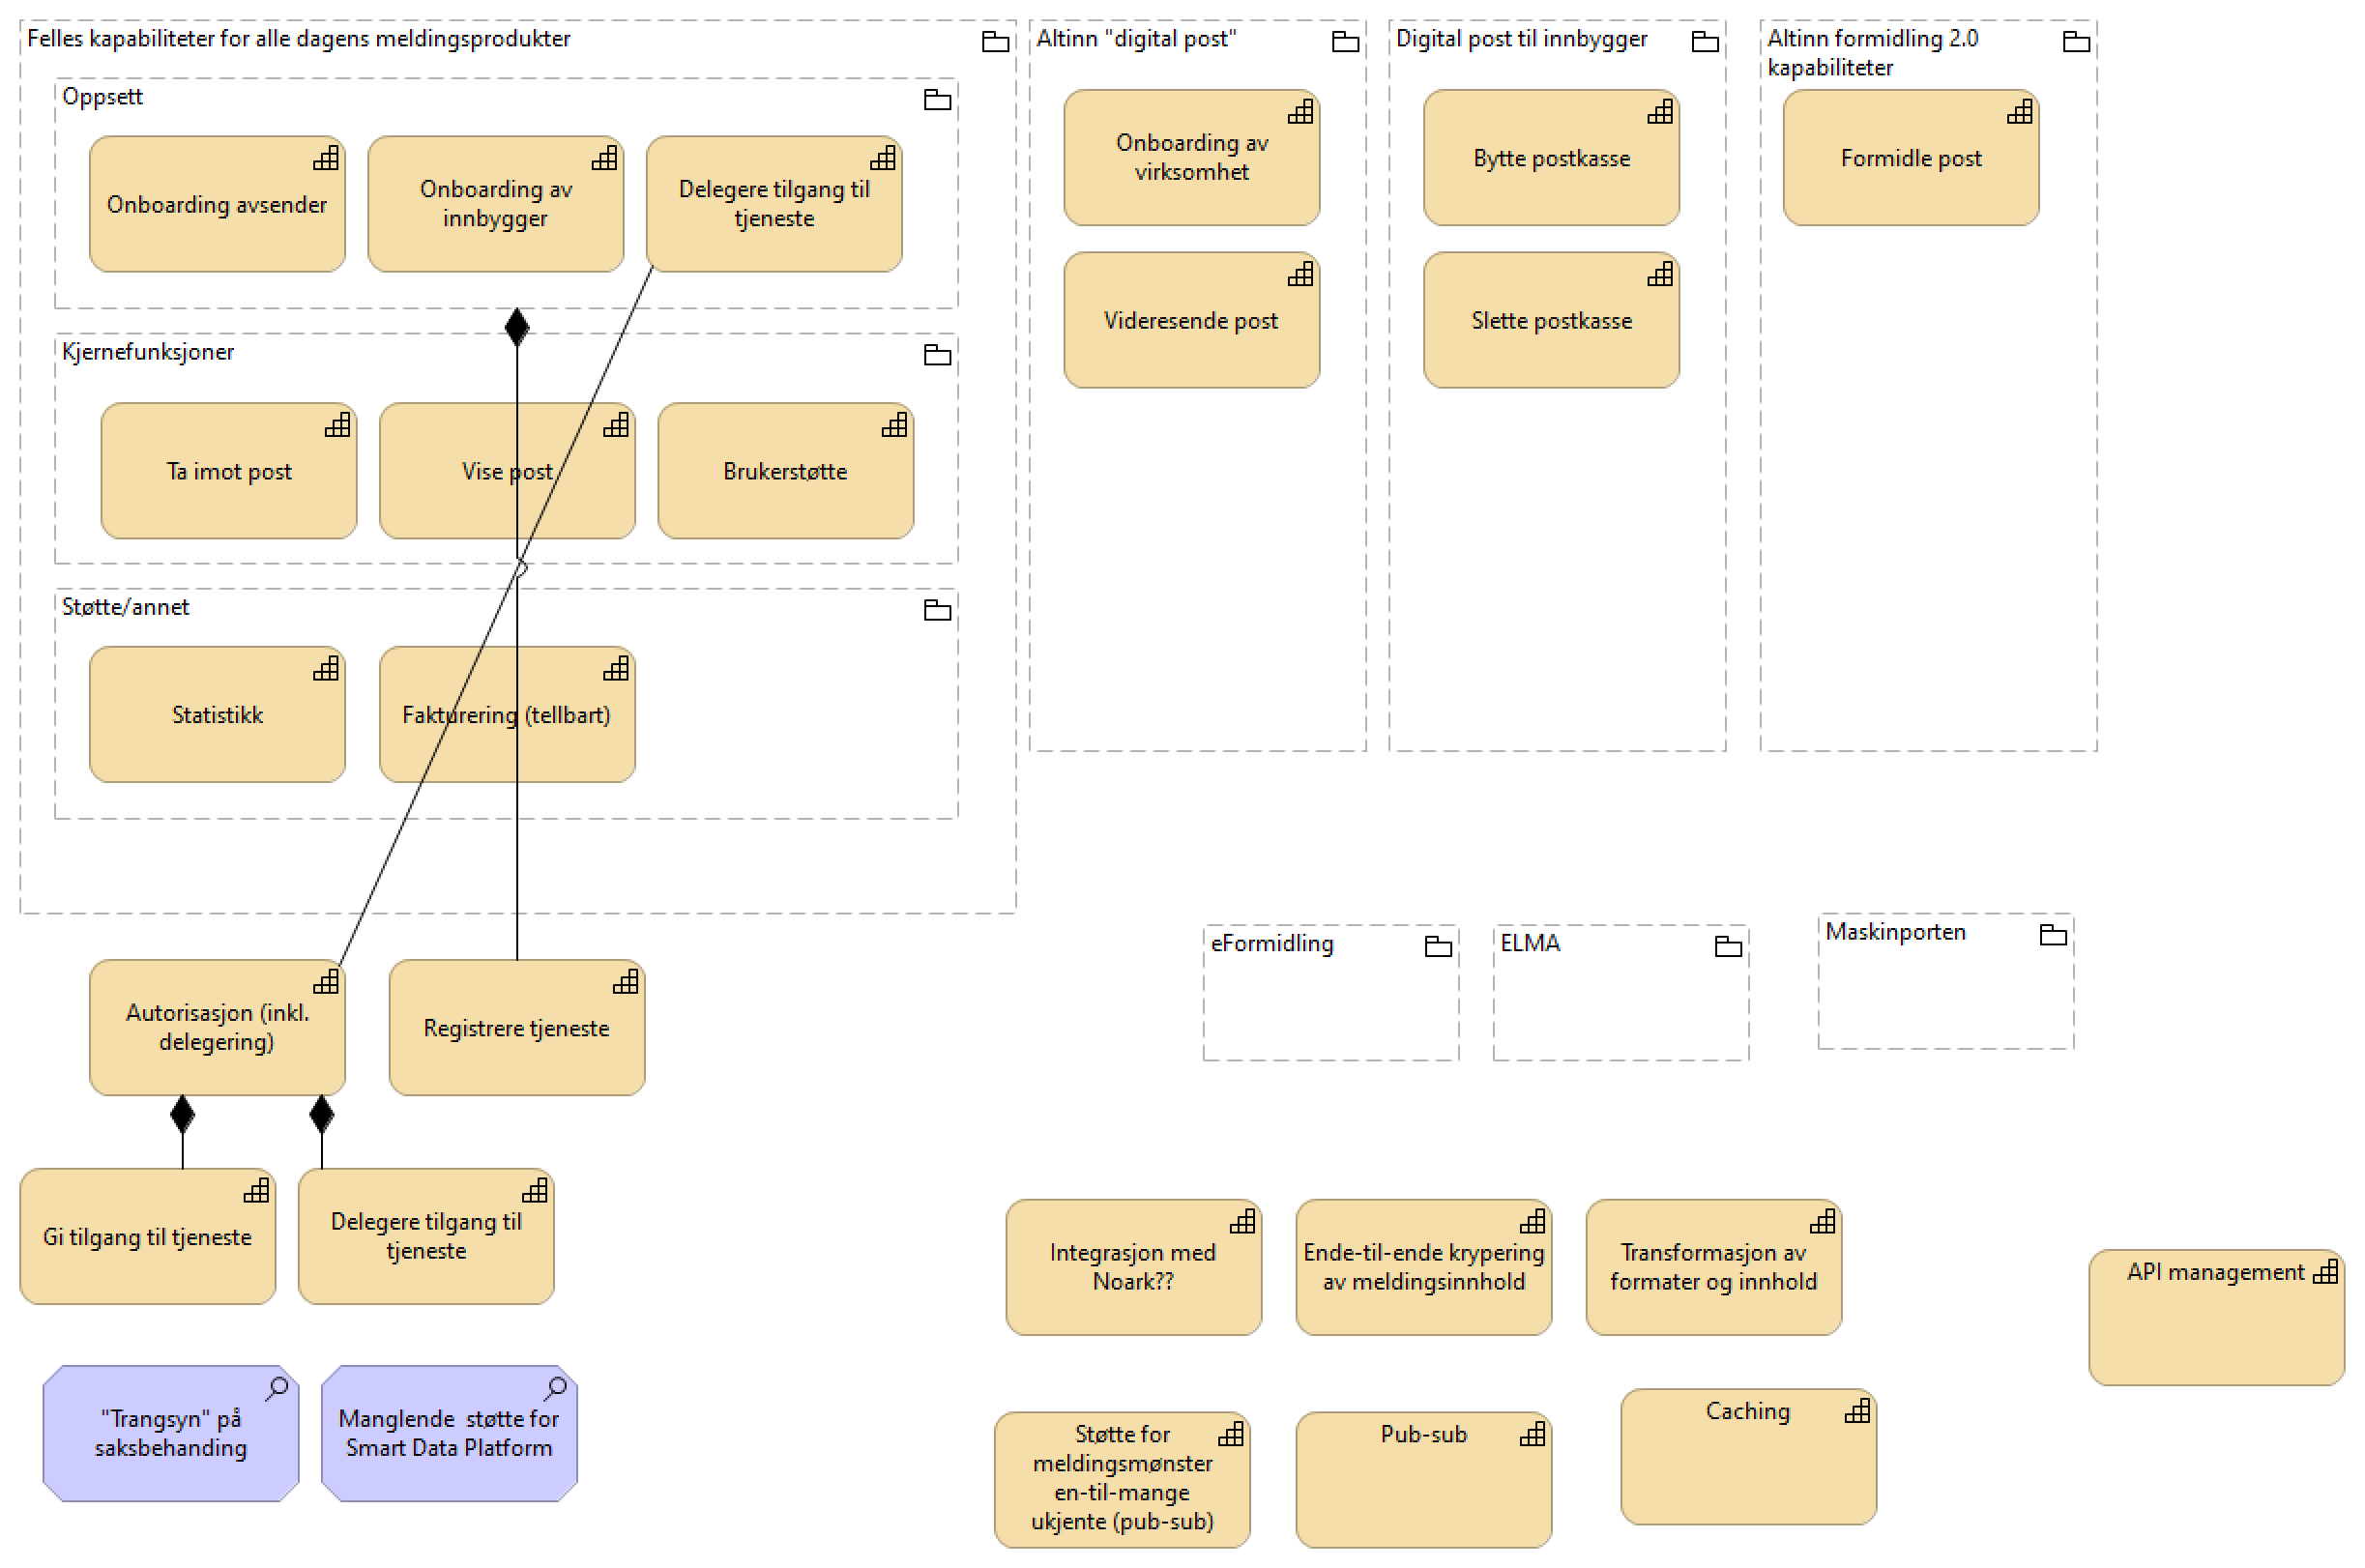 Felles kapabiliteter for alle dagens meldingsprodukter
Oppsett
Onboarding avsender
Onboarding av
innbygger
Delegere tilgang til
tjeneste
Kjernefunksjoner
Ta imot post
Vise post
Brukerstøtte
Støtte/annet
Statistikk
Fakturering (tellbart)
Altinn "digital post"
Onboarding av
virksomhet
Videresende post
Digital post til innbygger
Bytte postkasse
Slette postkasse
Altinn formidling 2.0
kapabiliteter
Formidle post
eFormidling
ELMA
Maskinporten
Autorisasjon (inkl.
delegering)
Registrere tjeneste
Gi tilgang til tjeneste
Delegere tilgang til
tjeneste
"Trangsyn" på
saksbehanding
Manglende  støtte for
Smart Data Platform
Integrasjon med
Noark??
Ende-til-ende krypering
av meldingsinnhold
Transformasjon av
formater og innhold
API management
Støtte for
meldingsmønster
en-til-mange
ukjente (pub-sub)
Pub-sub
Caching